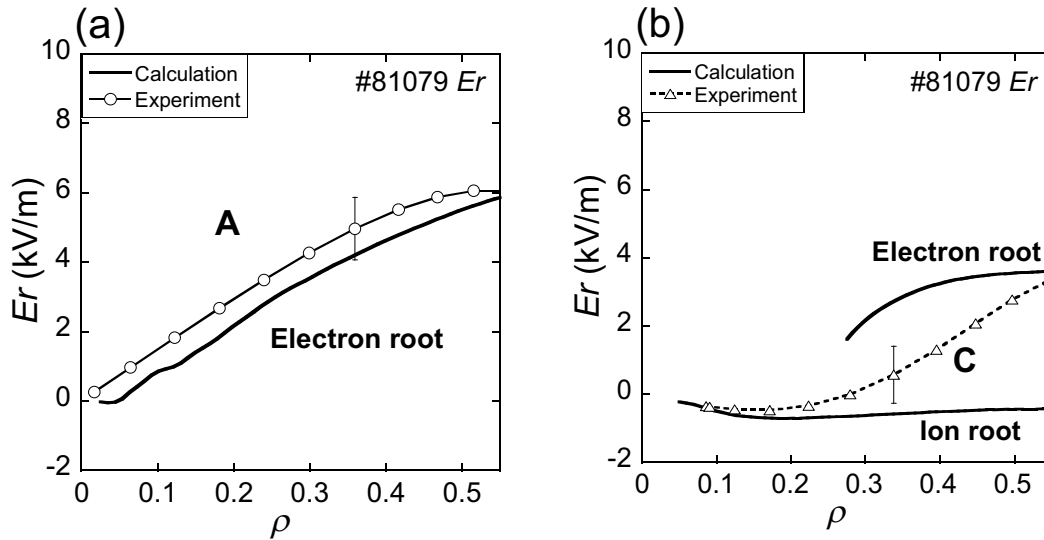 (a)
10
8
6
4
2
0
-2
Er (kV/m)
Calculation
Experiment
#81079 Er
A
Electron root
0
0.1
0.2
0.3
0.4
0.5
ρ
(b)
10
8
6
4
2
0
-2
Er (kV/m)
Calculation
Experiment
#81079 Er
Electron root
C
Ion root
0
0.1
0.2
0.3
0.4
0.5
ρ